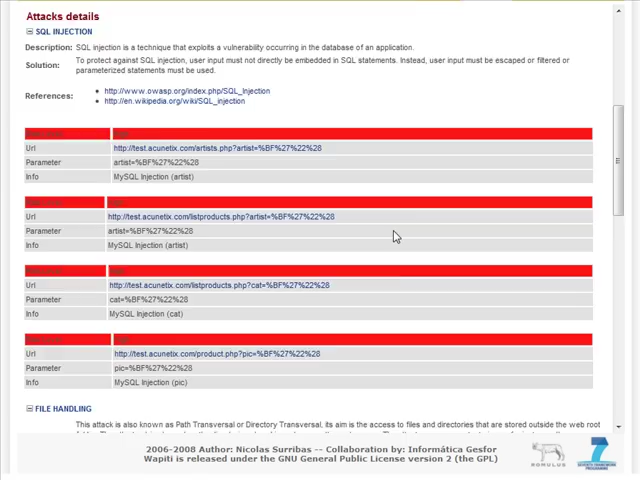 Attacks details
SQL INJECTION
Description: SQL injection is a technique that exploits a vulnerability occurring in the database of an application.
Solution: To protect against SQL injection, user input must not directly be embedded in SQL statements. Instead, user input must be escaped or filtered or
parameterized statements must be used.
References: http://www.owasp.org/index.php/SQL_Injection
http://en.wikipedia.org/wiki/SQL_injection
Url http://test.acunetix.com/artists.php?artist=%BF%27%22%28
Parameter artist=%BF%27%22%28
Info MySQL Injection (artist)
Url http://test.acunetix.com/listproducts.php?artist=%BF%27%22%28
Parameter artist=%BF%27%22%28
Info MySQL Injection (artist)
Url http://test.acunetix.com/listproducts.php?cat=%BF%27%22%28
Parameter cat=%BF%27%22%28
Info MySQL Injection (cat)
Url http://test.acunetix.com/product.php?pic=%BF%27%22%28
Parameter pic=%BF%27%22%28
Info MySQL Injection (pic)
FILE HANDLING
This attack is also known as Path Transversal or Directory Transversal, its aim is the access to files and directories that are stored outside the web root
2006-2008 Author: Nicolas Surribas -- Collaboration by: Informática Gesfor
Wapiti is released under the GNU General Public License version 2 (the GPL)
ROMULUS
SEVENTH FRAMEWORK
PROGRAMME